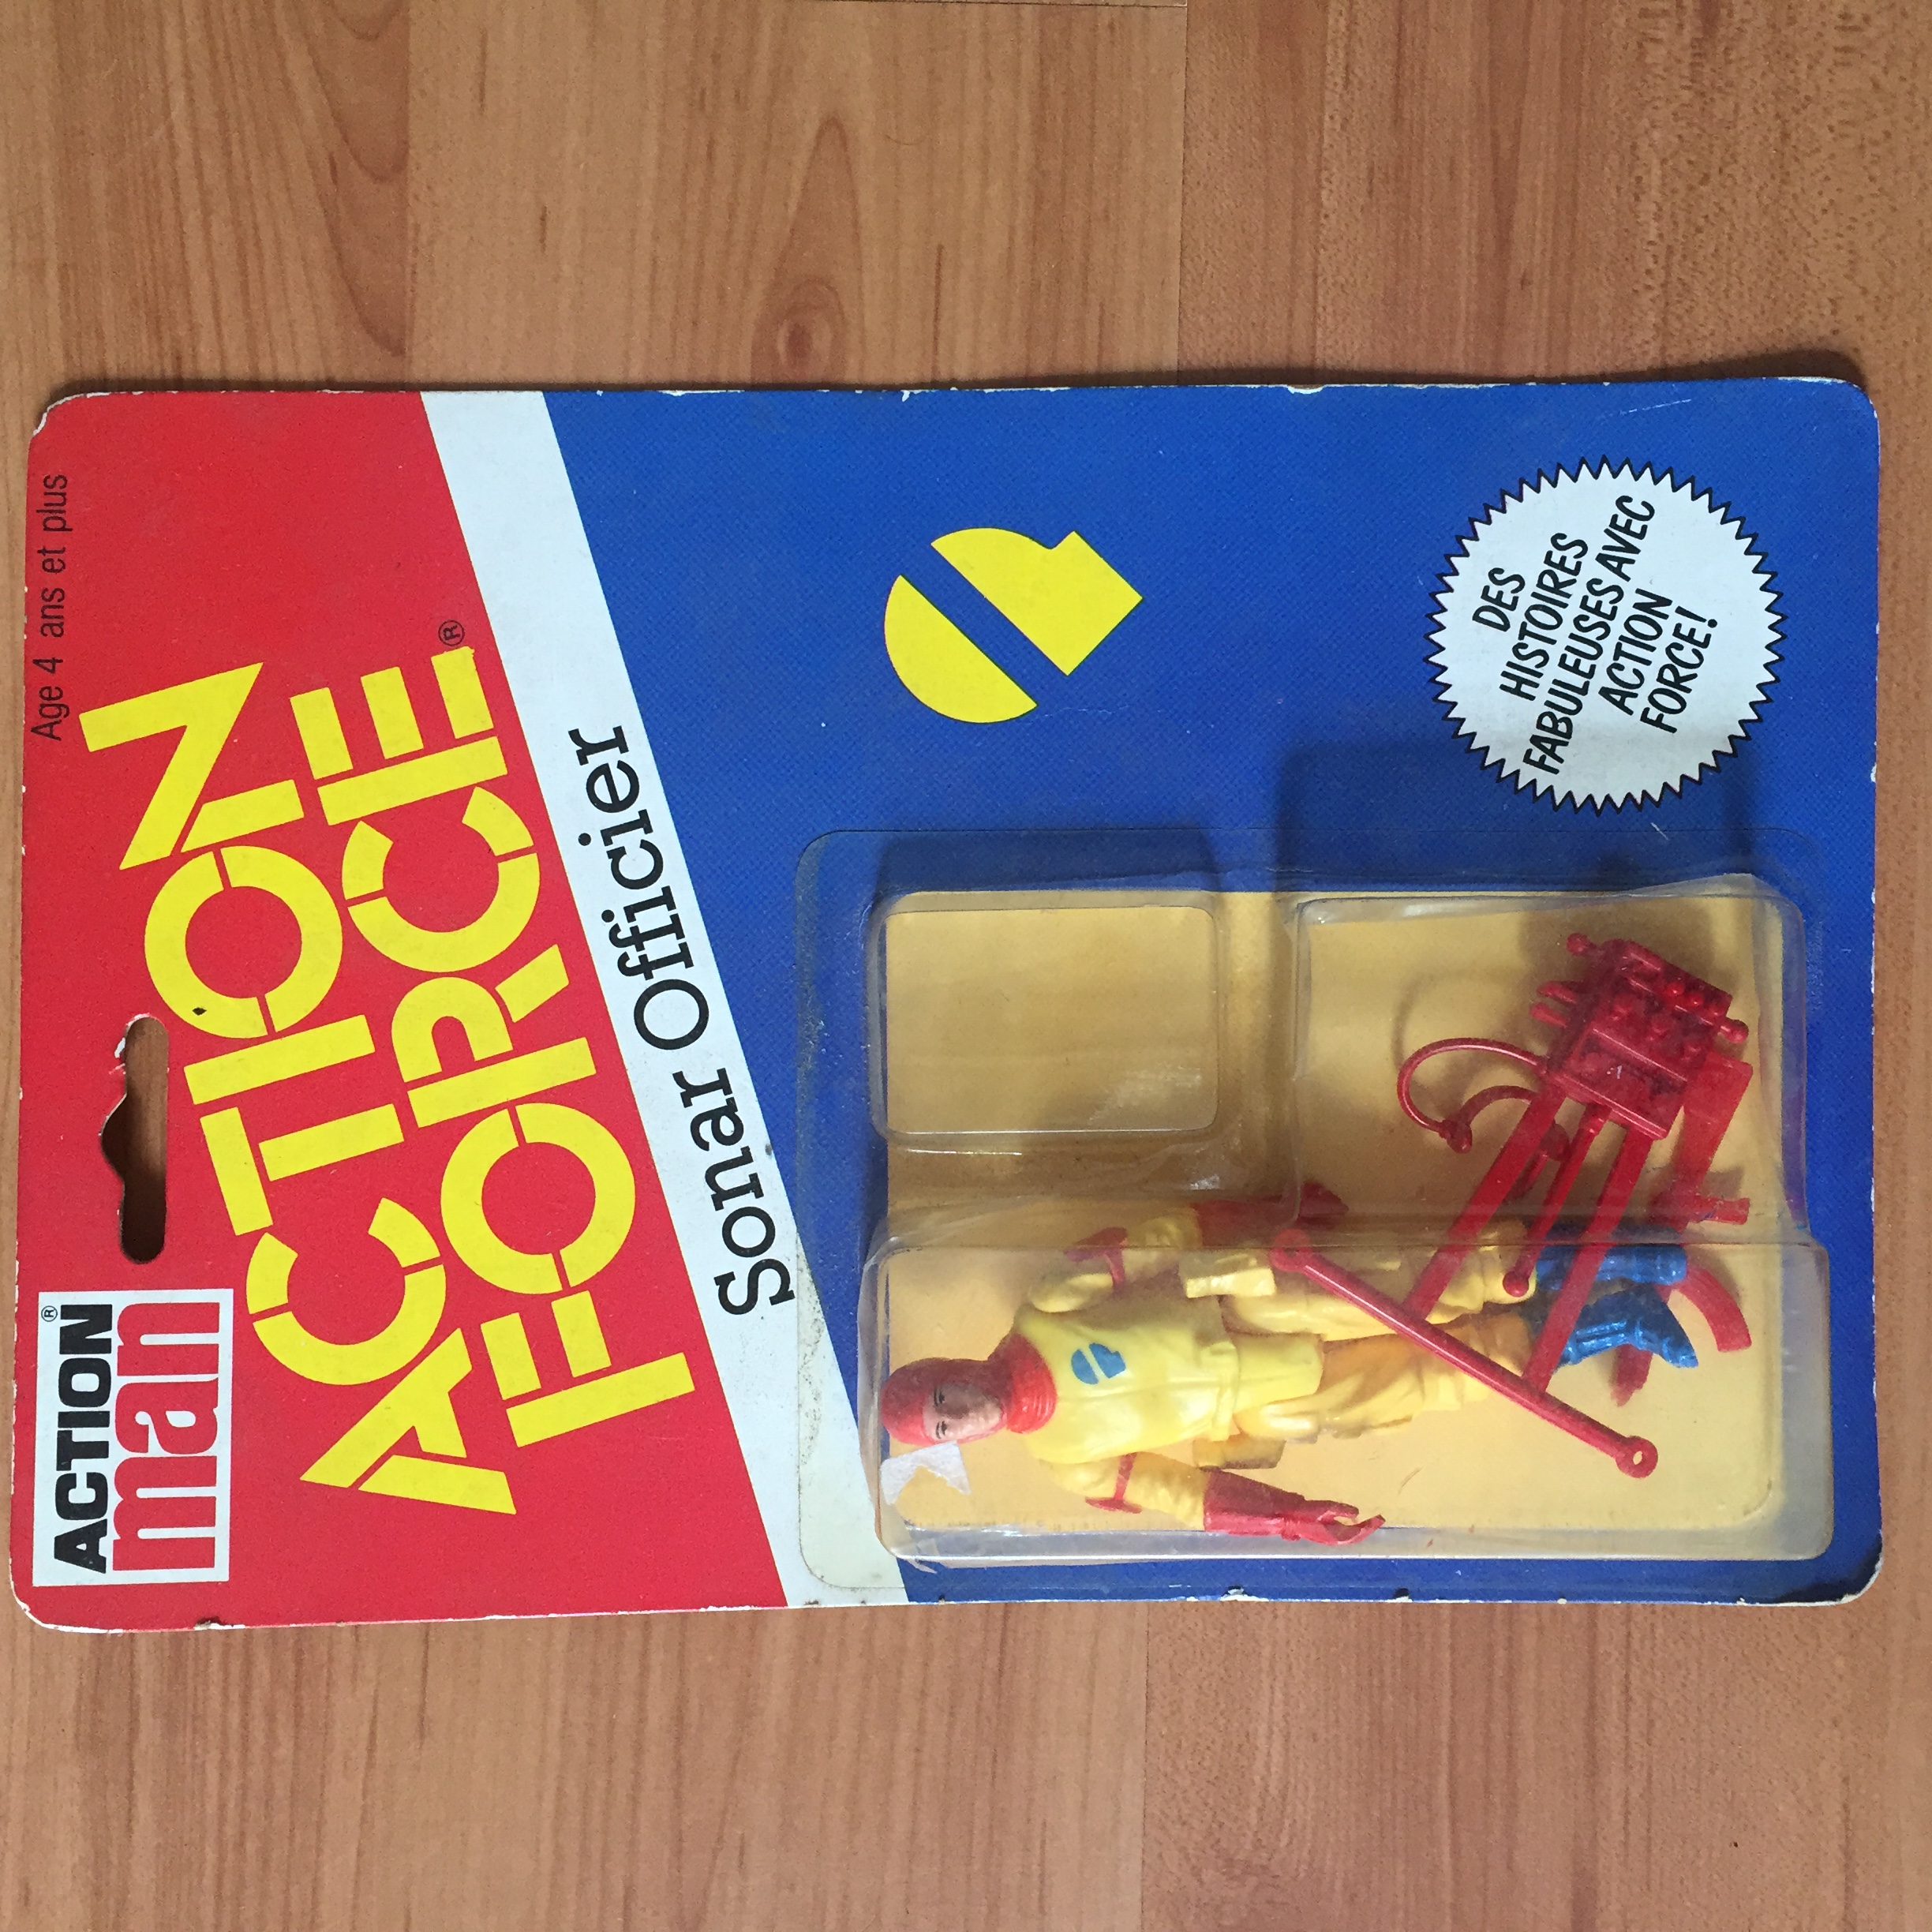 Age 4 ans et plus
ACTION®
man
ACTION
FORCE®
Sonar Officier
DES
HISTOIRES
FABULEUSES AVEC
ACTION
FORCE!